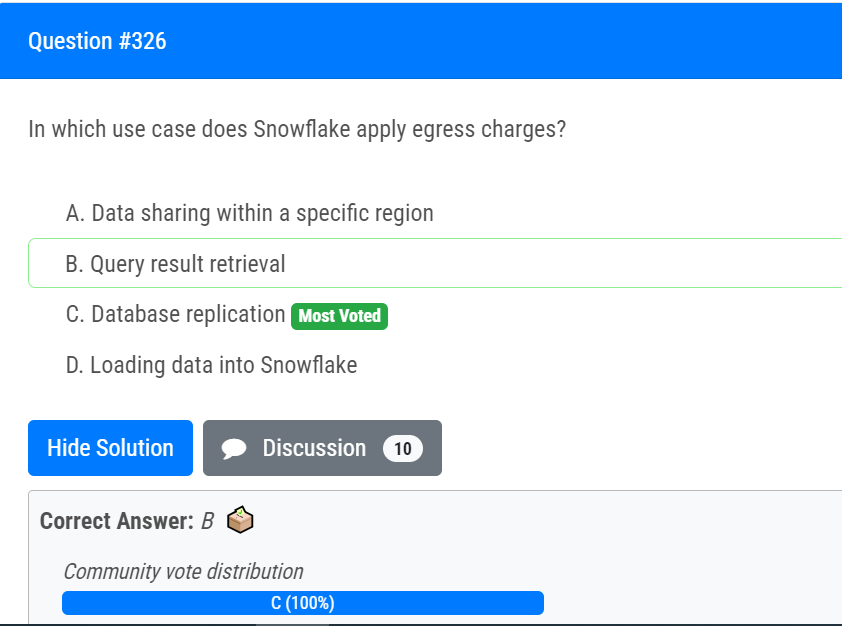 Question #326
In which use case does Snowflake apply egress charges?
A. Data sharing within a specific region
B. Query result retrieval
C. Database replication Most Voted
D. Loading data into Snowflake
Hide Solution Discussion 10
Correct Answer: B
Community vote distribution
C (100%)